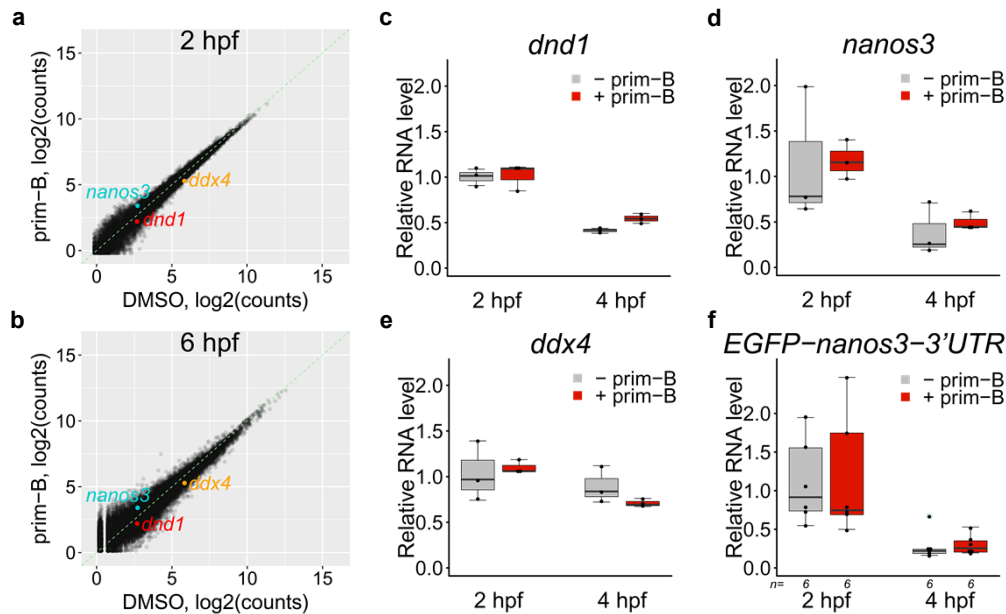 a
2 hpf
prim-B, log2(counts)
15
10
5
0
nanos3
ddx4
dnd1
0 5 10 15
DMSO, log2(counts)
b
6 hpf
prim-B, log2(counts)
15
10
5
0
nanos3
ddx4
dnd1
0 5 10 15
DMSO, log2(counts)
c
dnd1
Relative RNA level
2.0
1.5
1.0
0.5
0.0
− prim−B
+ prim−B
2 hpf 4 hpf
d
nanos3
Relative RNA level
2.0
1.5
1.0
0.5
0.0
− prim−B
+ prim−B
2 hpf 4 hpf
e
ddx4
Relative RNA level
2.0
1.5
1.0
0.5
0.0
− prim−B
+ prim−B
2 hpf 4 hpf
f
EGFP−nanos3−3'UTR
Relative RNA level
2.0
1.5
1.0
0.5
0.0
− prim−B
+ prim−B
n= 6 6 6 6
2 hpf 4 hpf